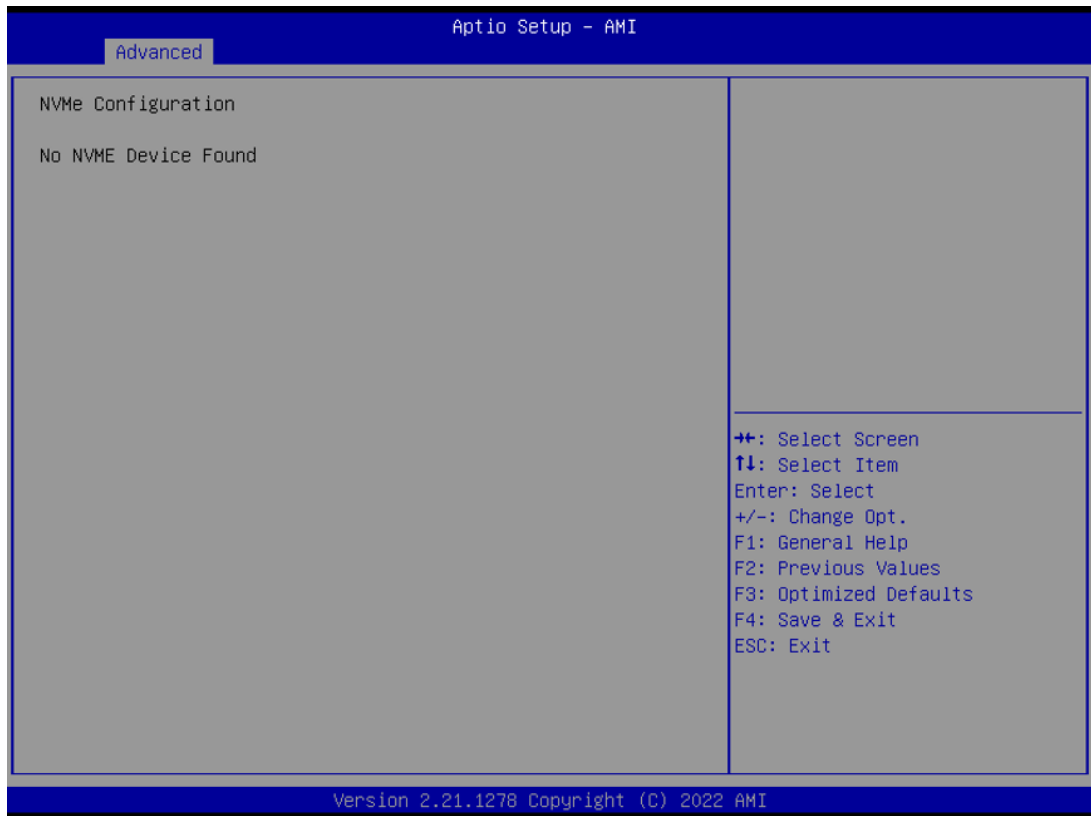 Aptio Setup – AMI
Advanced
NVMe Configuration
No NVME Device Found
→←: Select Screen
↑↓: Select Item
Enter: Select
+/-: Change Opt.
F1: General Help
F2: Previous Values
F3: Optimized Defaults
F4: Save & Exit
ESC: Exit
Version 2.21.1278 Copyright (C) 2022 AMI